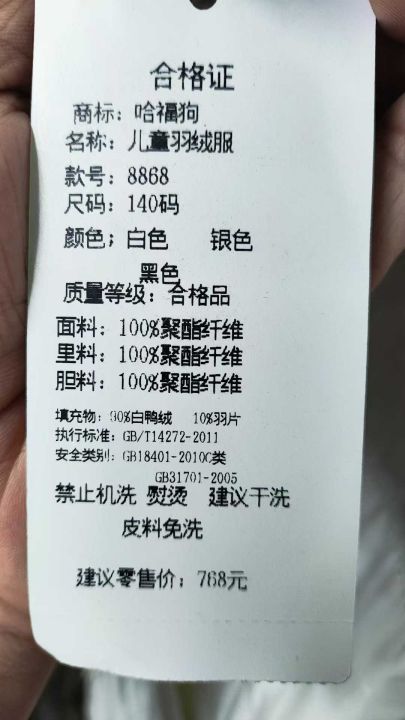 合格证
商标：哈福狗
名称：儿童羽绒服
款号：8868
尺码：140码
颜色；白色 银色
黑色
质量等级：合格品
面料：100%聚酯纤维
里料：100%聚酯纤维
胆料：100%聚酯纤维
填充物：90%白鸭绒 10%羽片
执行标准：GB/T14272-2011
安全类别：GB18401-2010C类
GB31701-2005
禁止机洗 熨烫 建议干洗
皮料免洗
建议零售价；768元